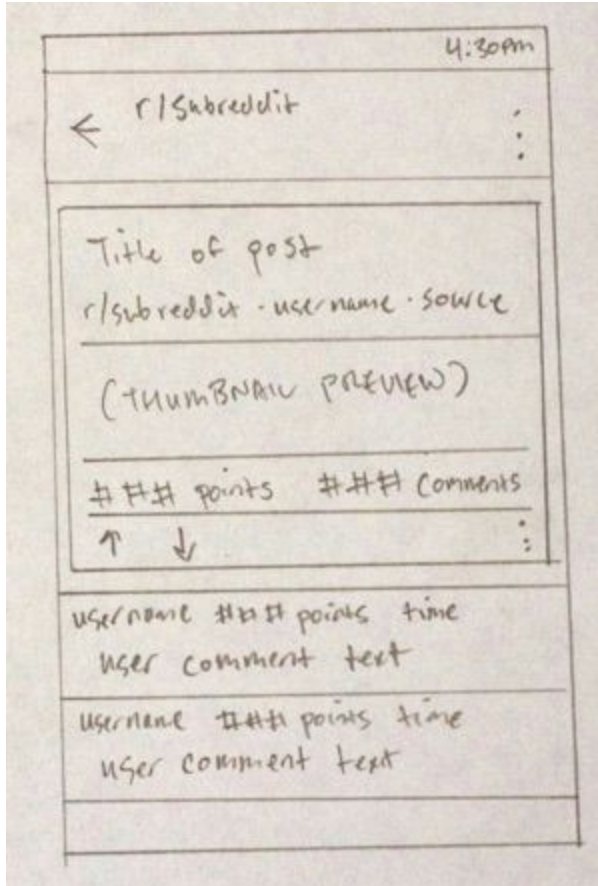 4:30pm
← r/subreddit ⋮
Title of post
r/subreddit · username · source
(THUMBNAIL PREVIEW)
### points ### comments
↑ ↓ ⋮
username ### points time
user comment text
username ### points time
user comment text